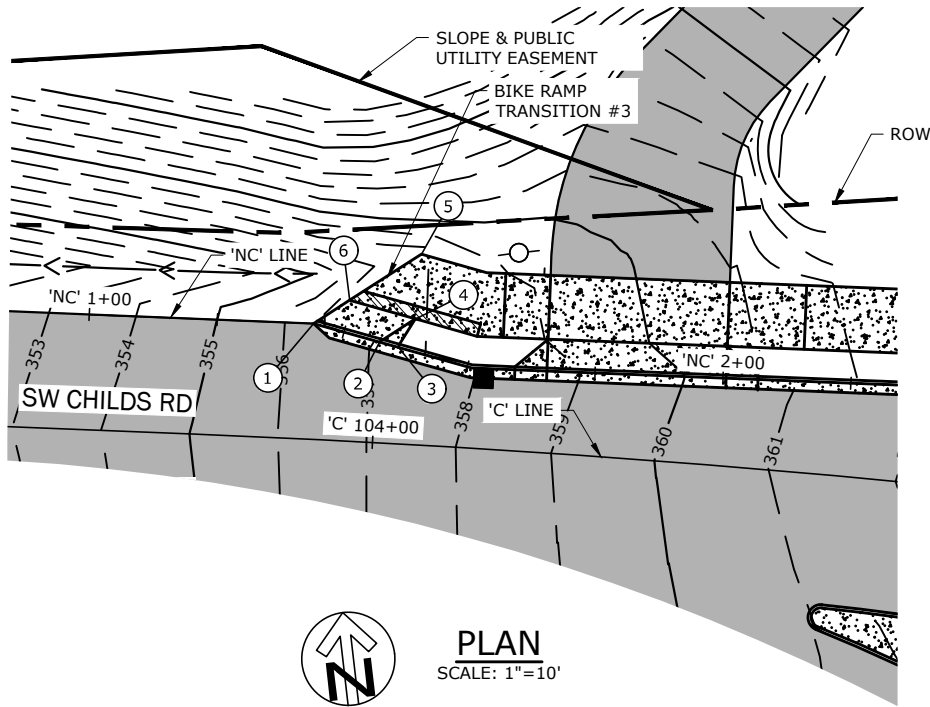 SLOPE & PUBLIC
UTILITY EASEMENT
BIKE RAMP
TRANSITION #3
ROW
5
6
'NC' LINE
4
'NC' 1+00
353
354
355
356
1
2
3
'NC' 2+00
SW CHILDS RD
'C' 104+00
358
'C' LINE
359
360
361
N
PLAN
SCALE: 1"=10'